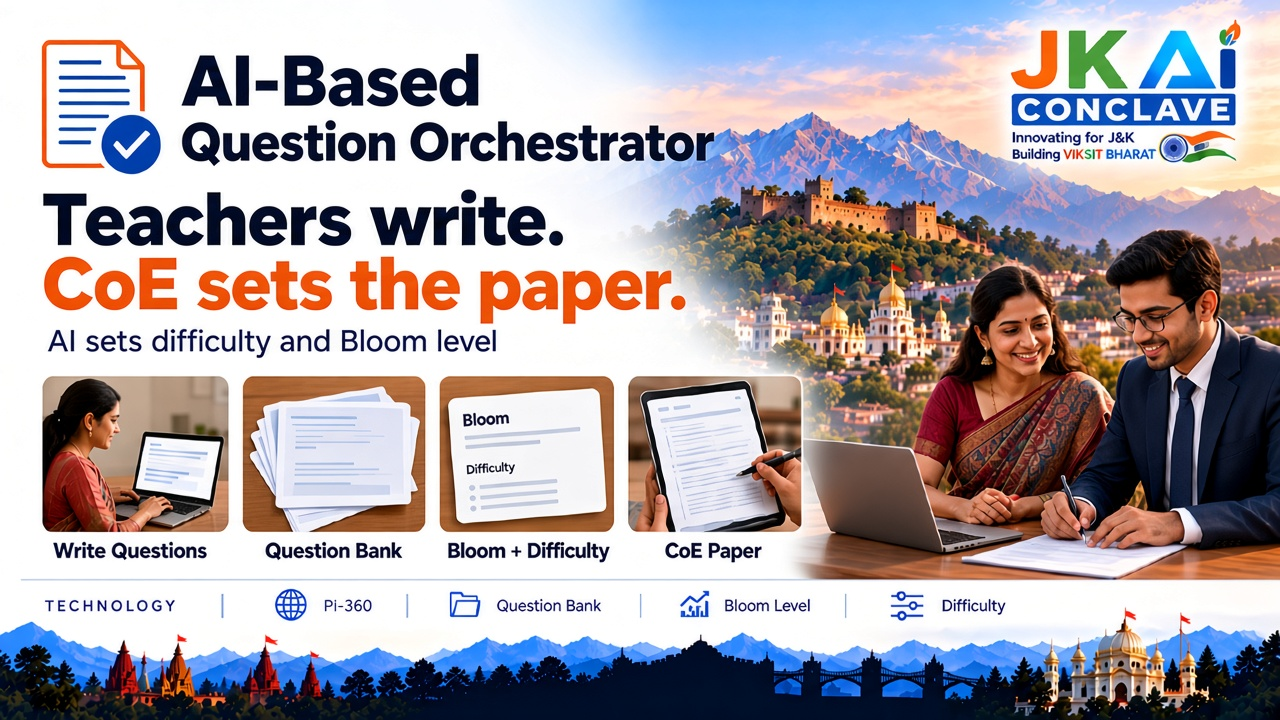 AI-Based
Question Orchestrator
Teachers write.
CoE sets the paper.
AI sets difficulty and Bloom level
JKAi
CONCLAVE
Innovating for J&K
Building VIKSIT BHARAT
Bloom
Difficulty
Write Questions
Question Bank
Bloom + Difficulty
CoE Paper
TECHNOLOGY
Pi-360
Question Bank
Bloom Level
Difficulty